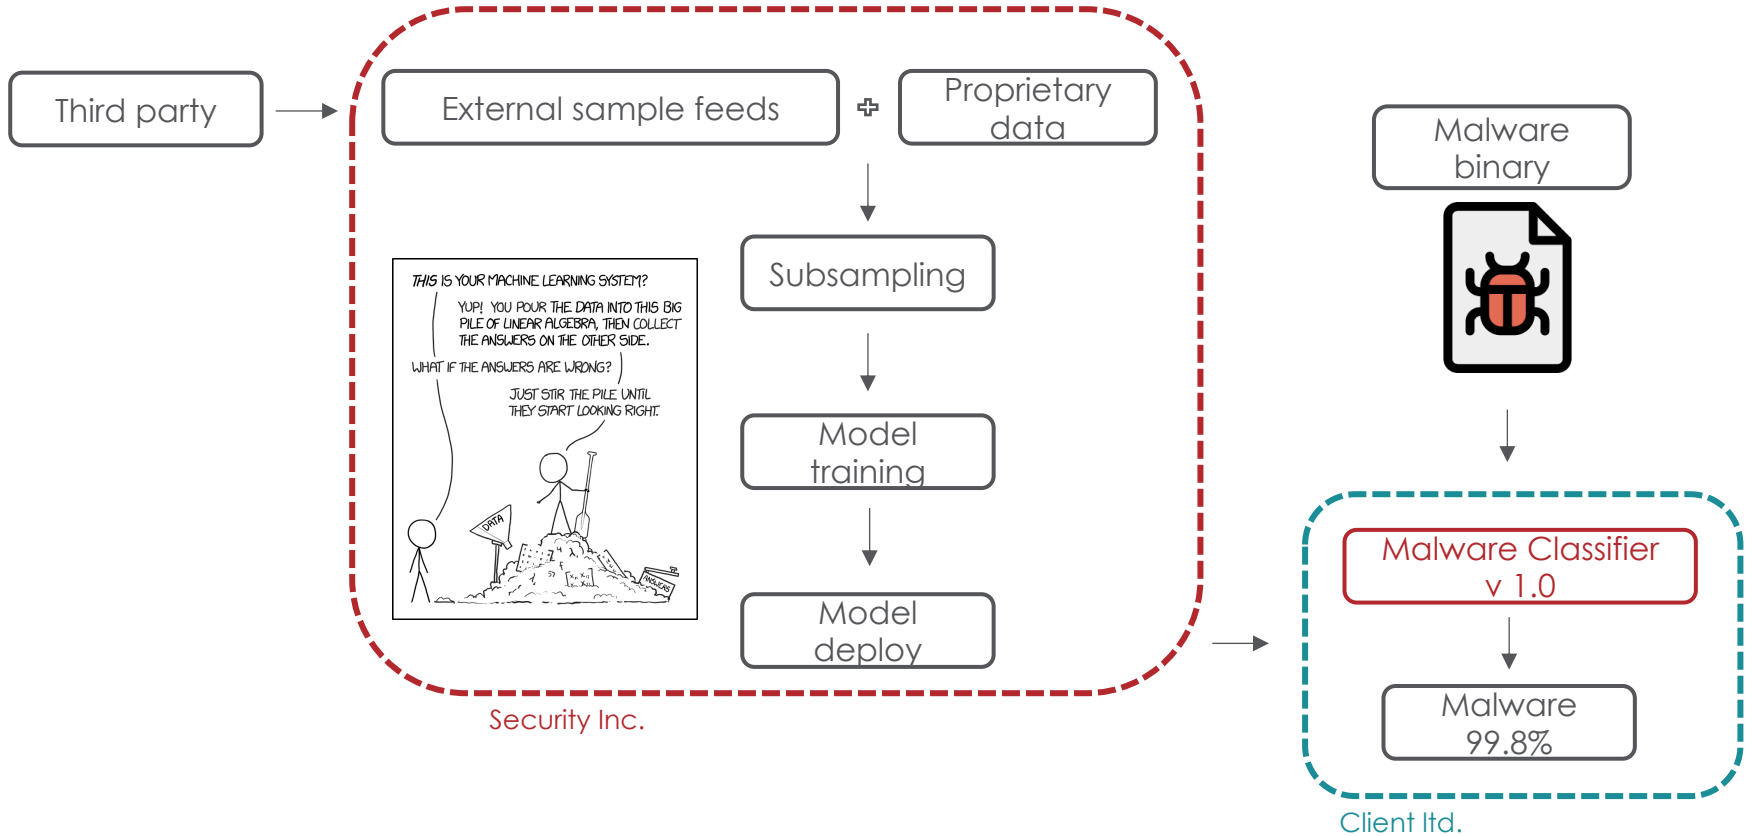 Third party
External sample feeds
Proprietary
data
Subsampling
Model
training
Model
deploy
Security Inc.
THIS IS YOUR MACHINE LEARNING SYSTEM?
YUP! YOU POUR THE DATA INTO THIS BIG
PILE OF LINEAR ALGEBRA, THEN COLLECT
THE ANSWERS ON THE OTHER SIDE.
WHAT IF THE ANSWERS ARE WRONG?
JUST STIR THE PILE UNTIL
THEY START LOOKING RIGHT.
DATA
ANSWERS
Malware
binary
Malware Classifier
v 1.0
Malware
99.8%
Client ltd.